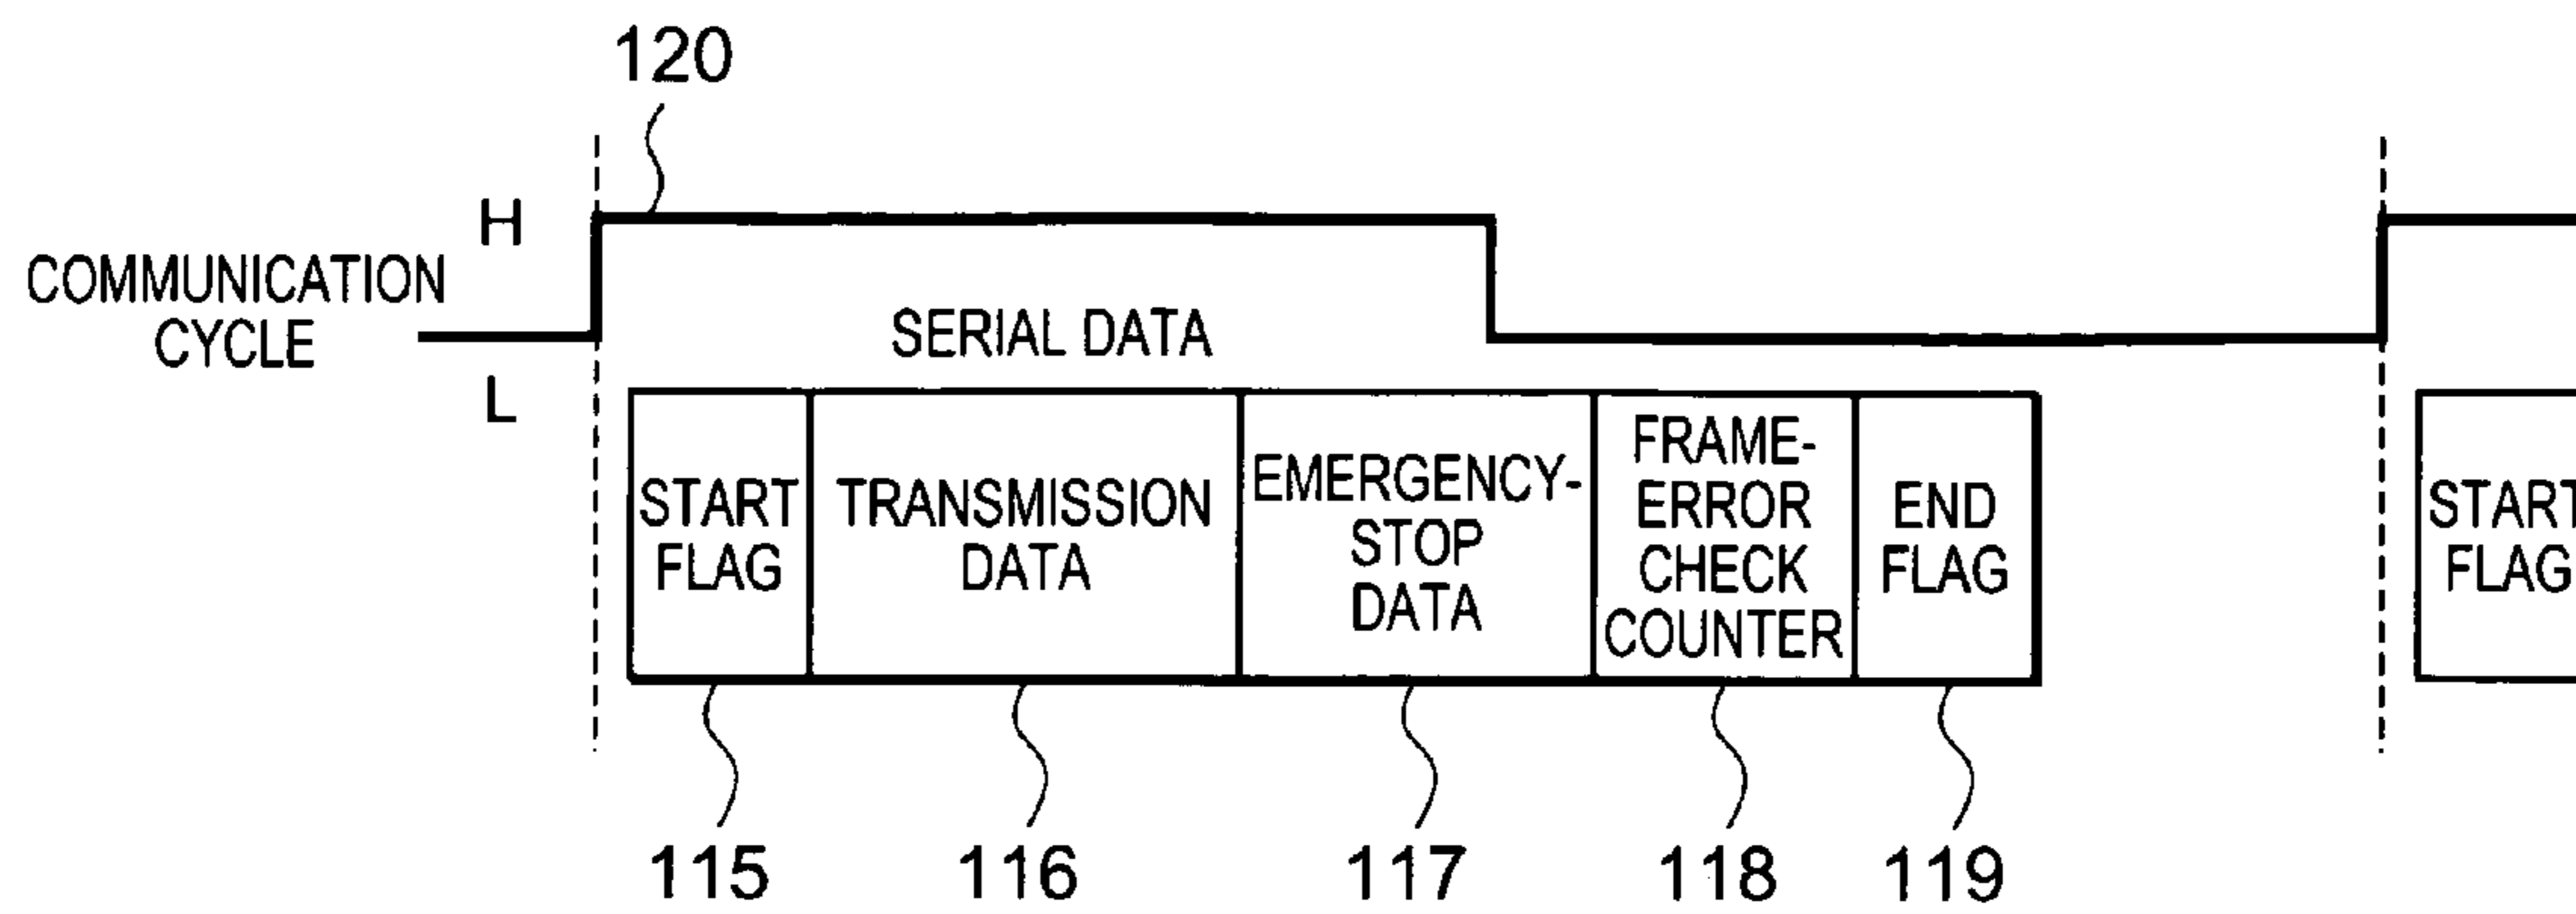 120
H
COMMUNICATION
CYCLE
L
SERIAL DATA
START
FLAG
TRANSMISSION
DATA
EMERGENCY-
STOP
DATA
FRAME-
ERROR
CHECK
COUNTER
END
FLAG
START
FLAG
115
116
117
118
119